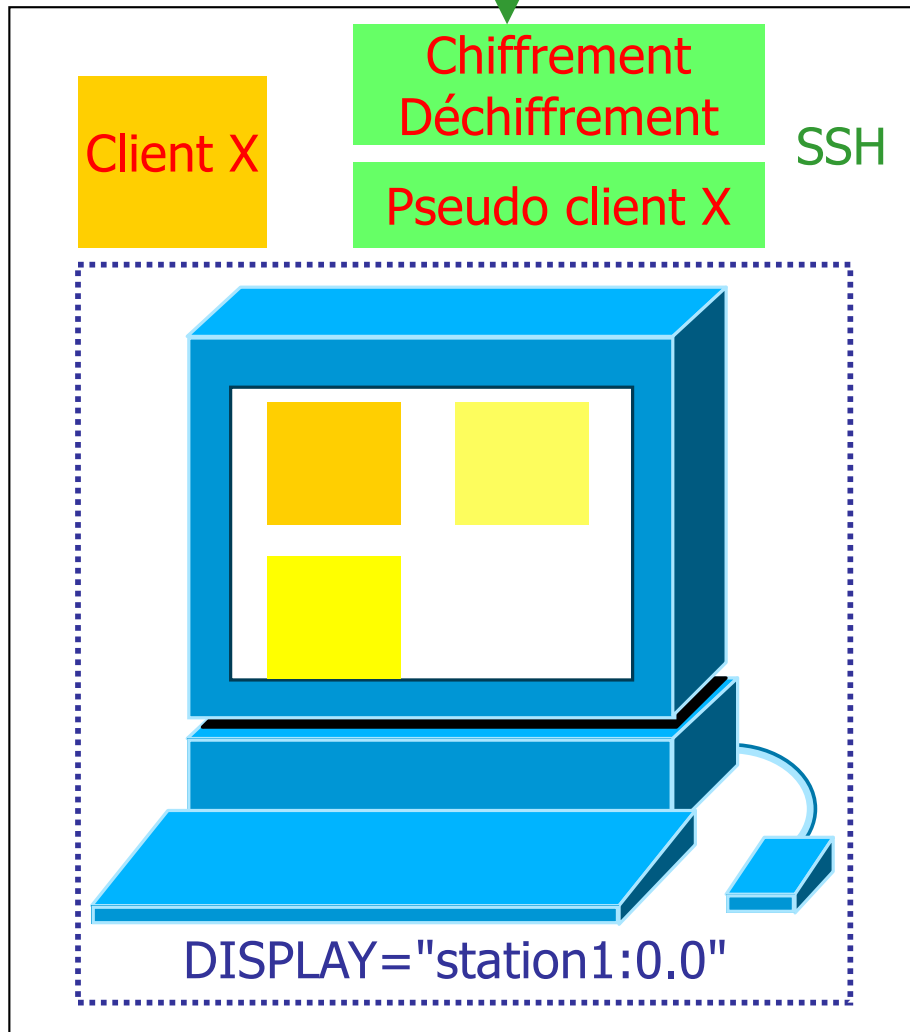 Chiffrement
Déchiffrement
Client X
SSH
Pseudo client X
DISPLAY="station1:0.0"